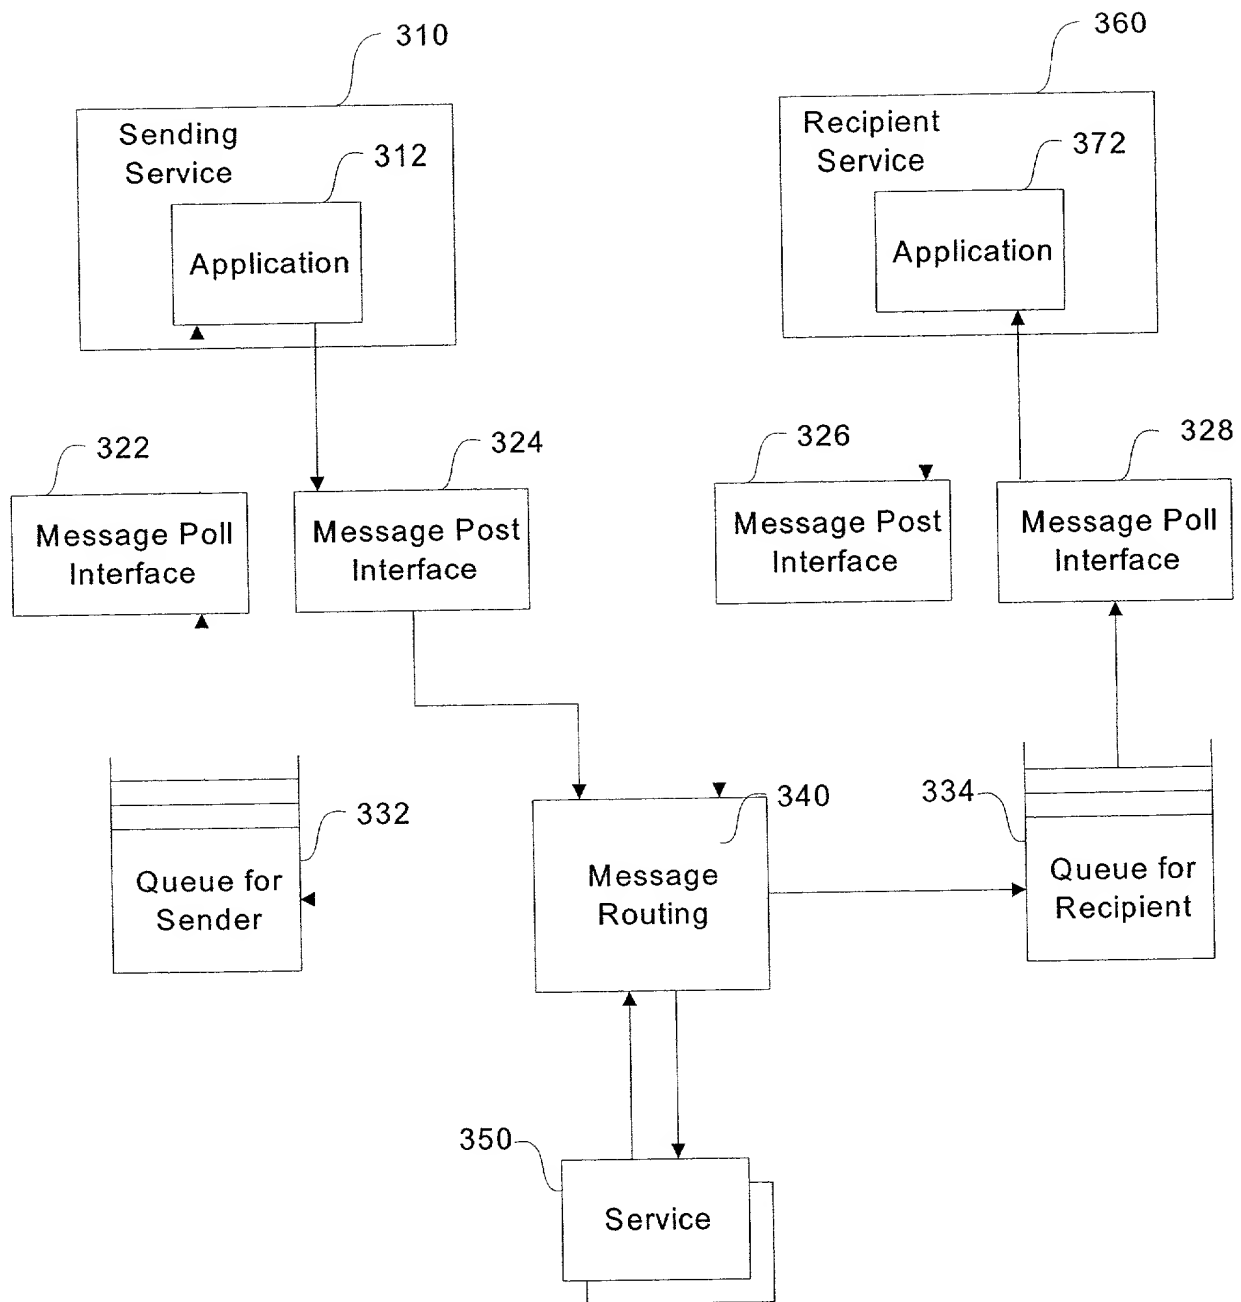 310
360
Sending
Service
312
Application
Recipient
Service
372
Application
322
Message Poll
Interface
324
Message Post
Interface
326
Message Post
Interface
328
Message Poll
Interface
332
Queue for
Sender
340
Message
Routing
334
Queue for
Recipient
350
Service